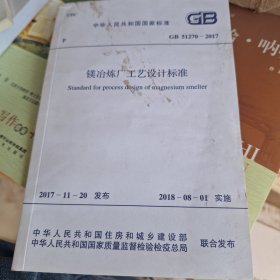 UDC
GB
中华人民共和国国家标准
P
GB 51270-2017
镁冶炼厂工艺设计标准
Standard for process design of magnesium smelter
2017-11-20 发布
2018-08-01 实施
中华人民共和国住房和城乡建设部
中华人民共和国国家质量监督检验检疫总局
联合发布